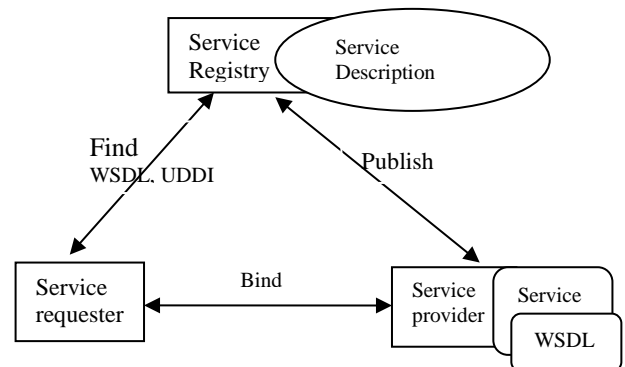 Service
Registry
Service
Description
Find
WSDL, UDDI
Publish
Service
requester
Bind
Service
provider
Service
WSDL